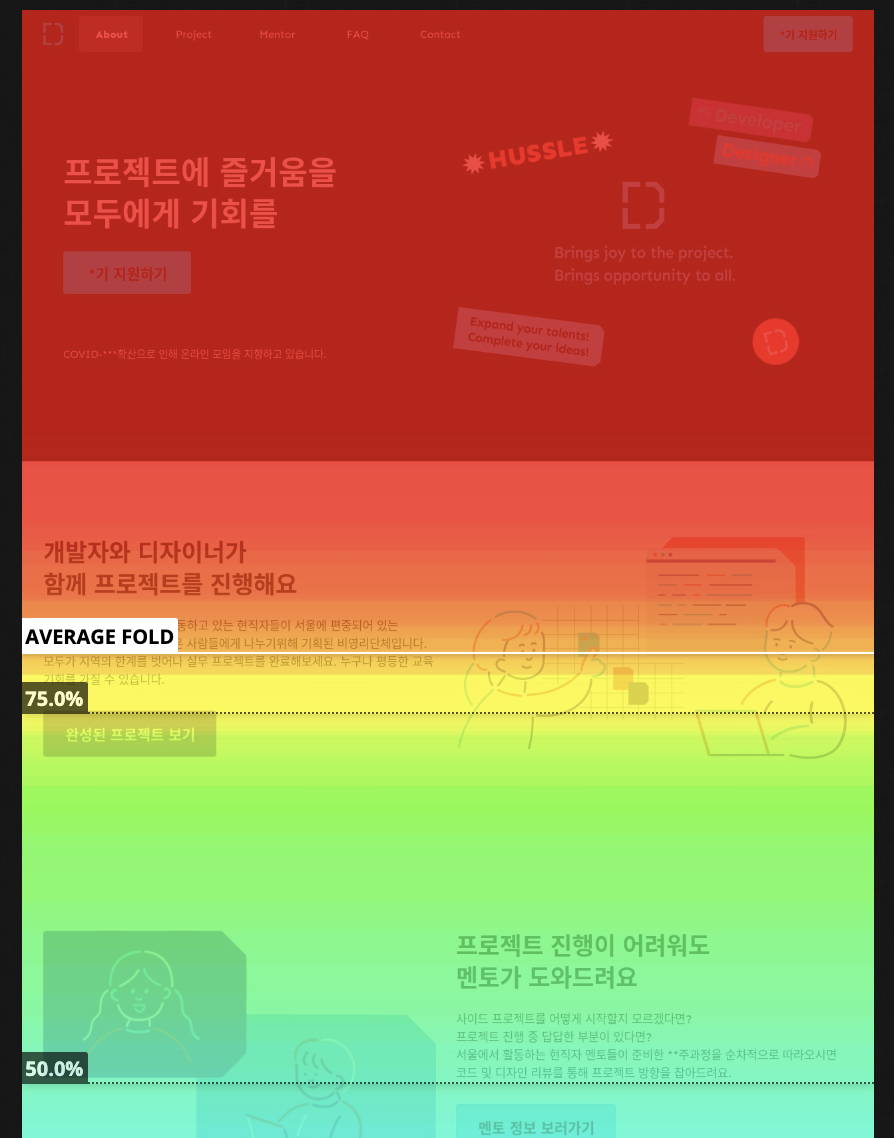 About
Project
Mentor
FAQ
Contact
*기 지원하기
Developer
HUSSLE
Designer
프로젝트에 즐거움을
모두에게 기회를
Brings joy to the project.
Brings opportunity to all.
*기 지원하기
Expand your talents!
Complete your ideas!
COVID-***확산으로 인해 온라인 모임을 지향하고 있습니다.
개발자와 디자이너가
함께 프로젝트를 진행해요
동하고 있는 현직자들이 서울에 편중되어 있는
AVERAGE FOLD
사람들에게 나누기위해 기획된 비영리단체입니다.
모두가 지역의 한계를 벗어나 실무 프로젝트를 완료해보세요. 누구나 평등한 교육
기회를 가질 수 있습니다.
75.0%
완성된 프로젝트 보기
프로젝트 진행이 어려워도
멘토가 도와드려요
사이드 프로젝트를 어떻게 시작할지 모르겠다면?
프로젝트 진행 중 답답한 부분이 있다면?
서울에서 활동하는 현직자 멘토들이 준비한 **주과정을 순차적으로 따라오시면
코드 및 디자인 리뷰를 통해 프로젝트 방향을 잡아드려요.
50.0%
멘토 정보 보러가기